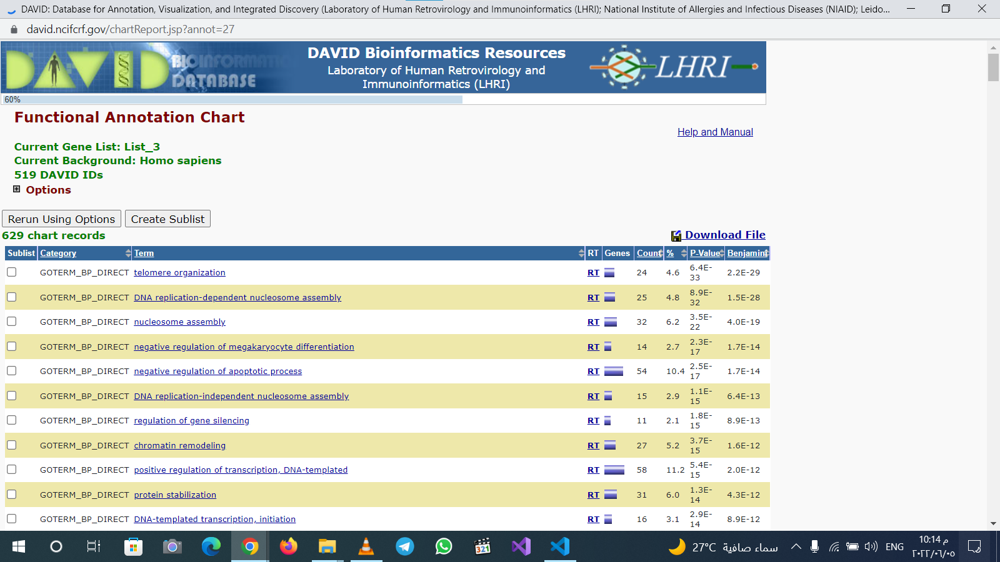 DAVID: Database for Annotation, Visualization, and Integrated Discovery (Laboratory of Human Retrovirology and Immunoinformatics (LHRI); National Institute of Allergies and Infectious Diseases (NIAID); Leido...
david.ncifcrf.gov/chartReport.jsp?annot=27
DAVID BIOINFORMATICS DATABASE
DAVID Bioinformatics Resources
Laboratory of Human Retrovirology and
Immunoinformatics (LHRI)
LHRI
60%
Functional Annotation Chart
Help and Manual
Current Gene List: List_3
Current Background: Homo sapiens
519 DAVID IDs
Options
Rerun Using Options Create Sublist
629 chart records Download File
Sublist Category Term RT Genes Count % P-Value Benjamini
GOTERM_BP_DIRECT telomere organization RT 24 4.6 6.4E-33 2.2E-29
GOTERM_BP_DIRECT DNA replication-dependent nucleosome assembly RT 25 4.8 8.9E-32 1.5E-28
GOTERM_BP_DIRECT nucleosome assembly RT 32 6.2 3.5E-22 4.0E-19
GOTERM_BP_DIRECT negative regulation of megakaryocyte differentiation RT 14 2.7 2.3E-17 1.7E-14
GOTERM_BP_DIRECT negative regulation of apoptotic process RT 54 10.4 2.5E-17 1.7E-14
GOTERM_BP_DIRECT DNA replication-independent nucleosome assembly RT 15 2.9 1.1E-15 6.4E-13
GOTERM_BP_DIRECT regulation of gene silencing RT 11 2.1 1.8E-15 8.9E-13
GOTERM_BP_DIRECT chromatin remodeling RT 27 5.2 3.7E-15 1.6E-12
GOTERM_BP_DIRECT positive regulation of transcription, DNA-templated RT 58 11.2 5.4E-15 2.0E-12
GOTERM_BP_DIRECT protein stabilization RT 31 6.0 1.3E-14 4.3E-12
GOTERM_BP_DIRECT DNA-templated transcription, initiation RT 16 3.1 2.9E-14 8.9E-12
321
27°C سماء صافية
ENG
10:14 م
٢٠٢٢/٠٦/٠٥